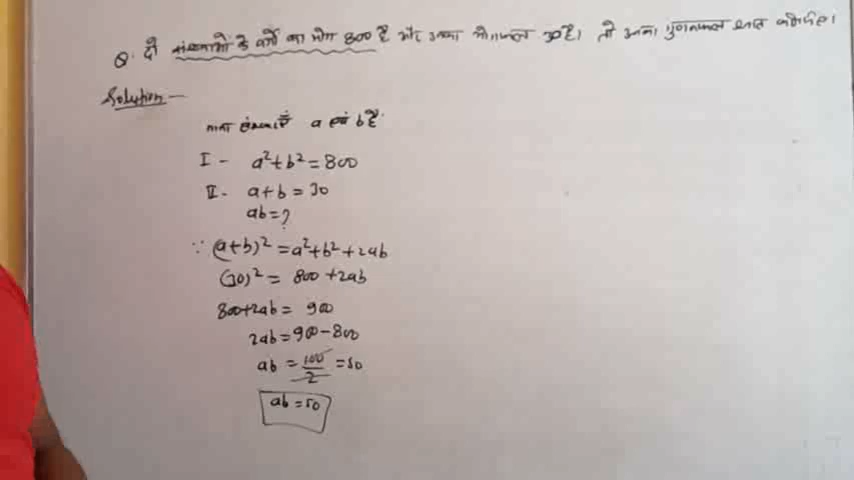 Q. दो संख्याओं के वर्गों का योग 800 है और उनका योगफल 30 है। तो उनका गुणनफल ज्ञात कीजिए।
Solution -
माना संख्याएँ a एवं b है
I - a²+b² = 800
II - a+b = 30
ab = ?
∵ (a+b)² = a²+b²+2ab
(30)² = 800+2ab
800+2ab = 900
2ab = 900-800
ab = 100/2 = 50
ab = 50